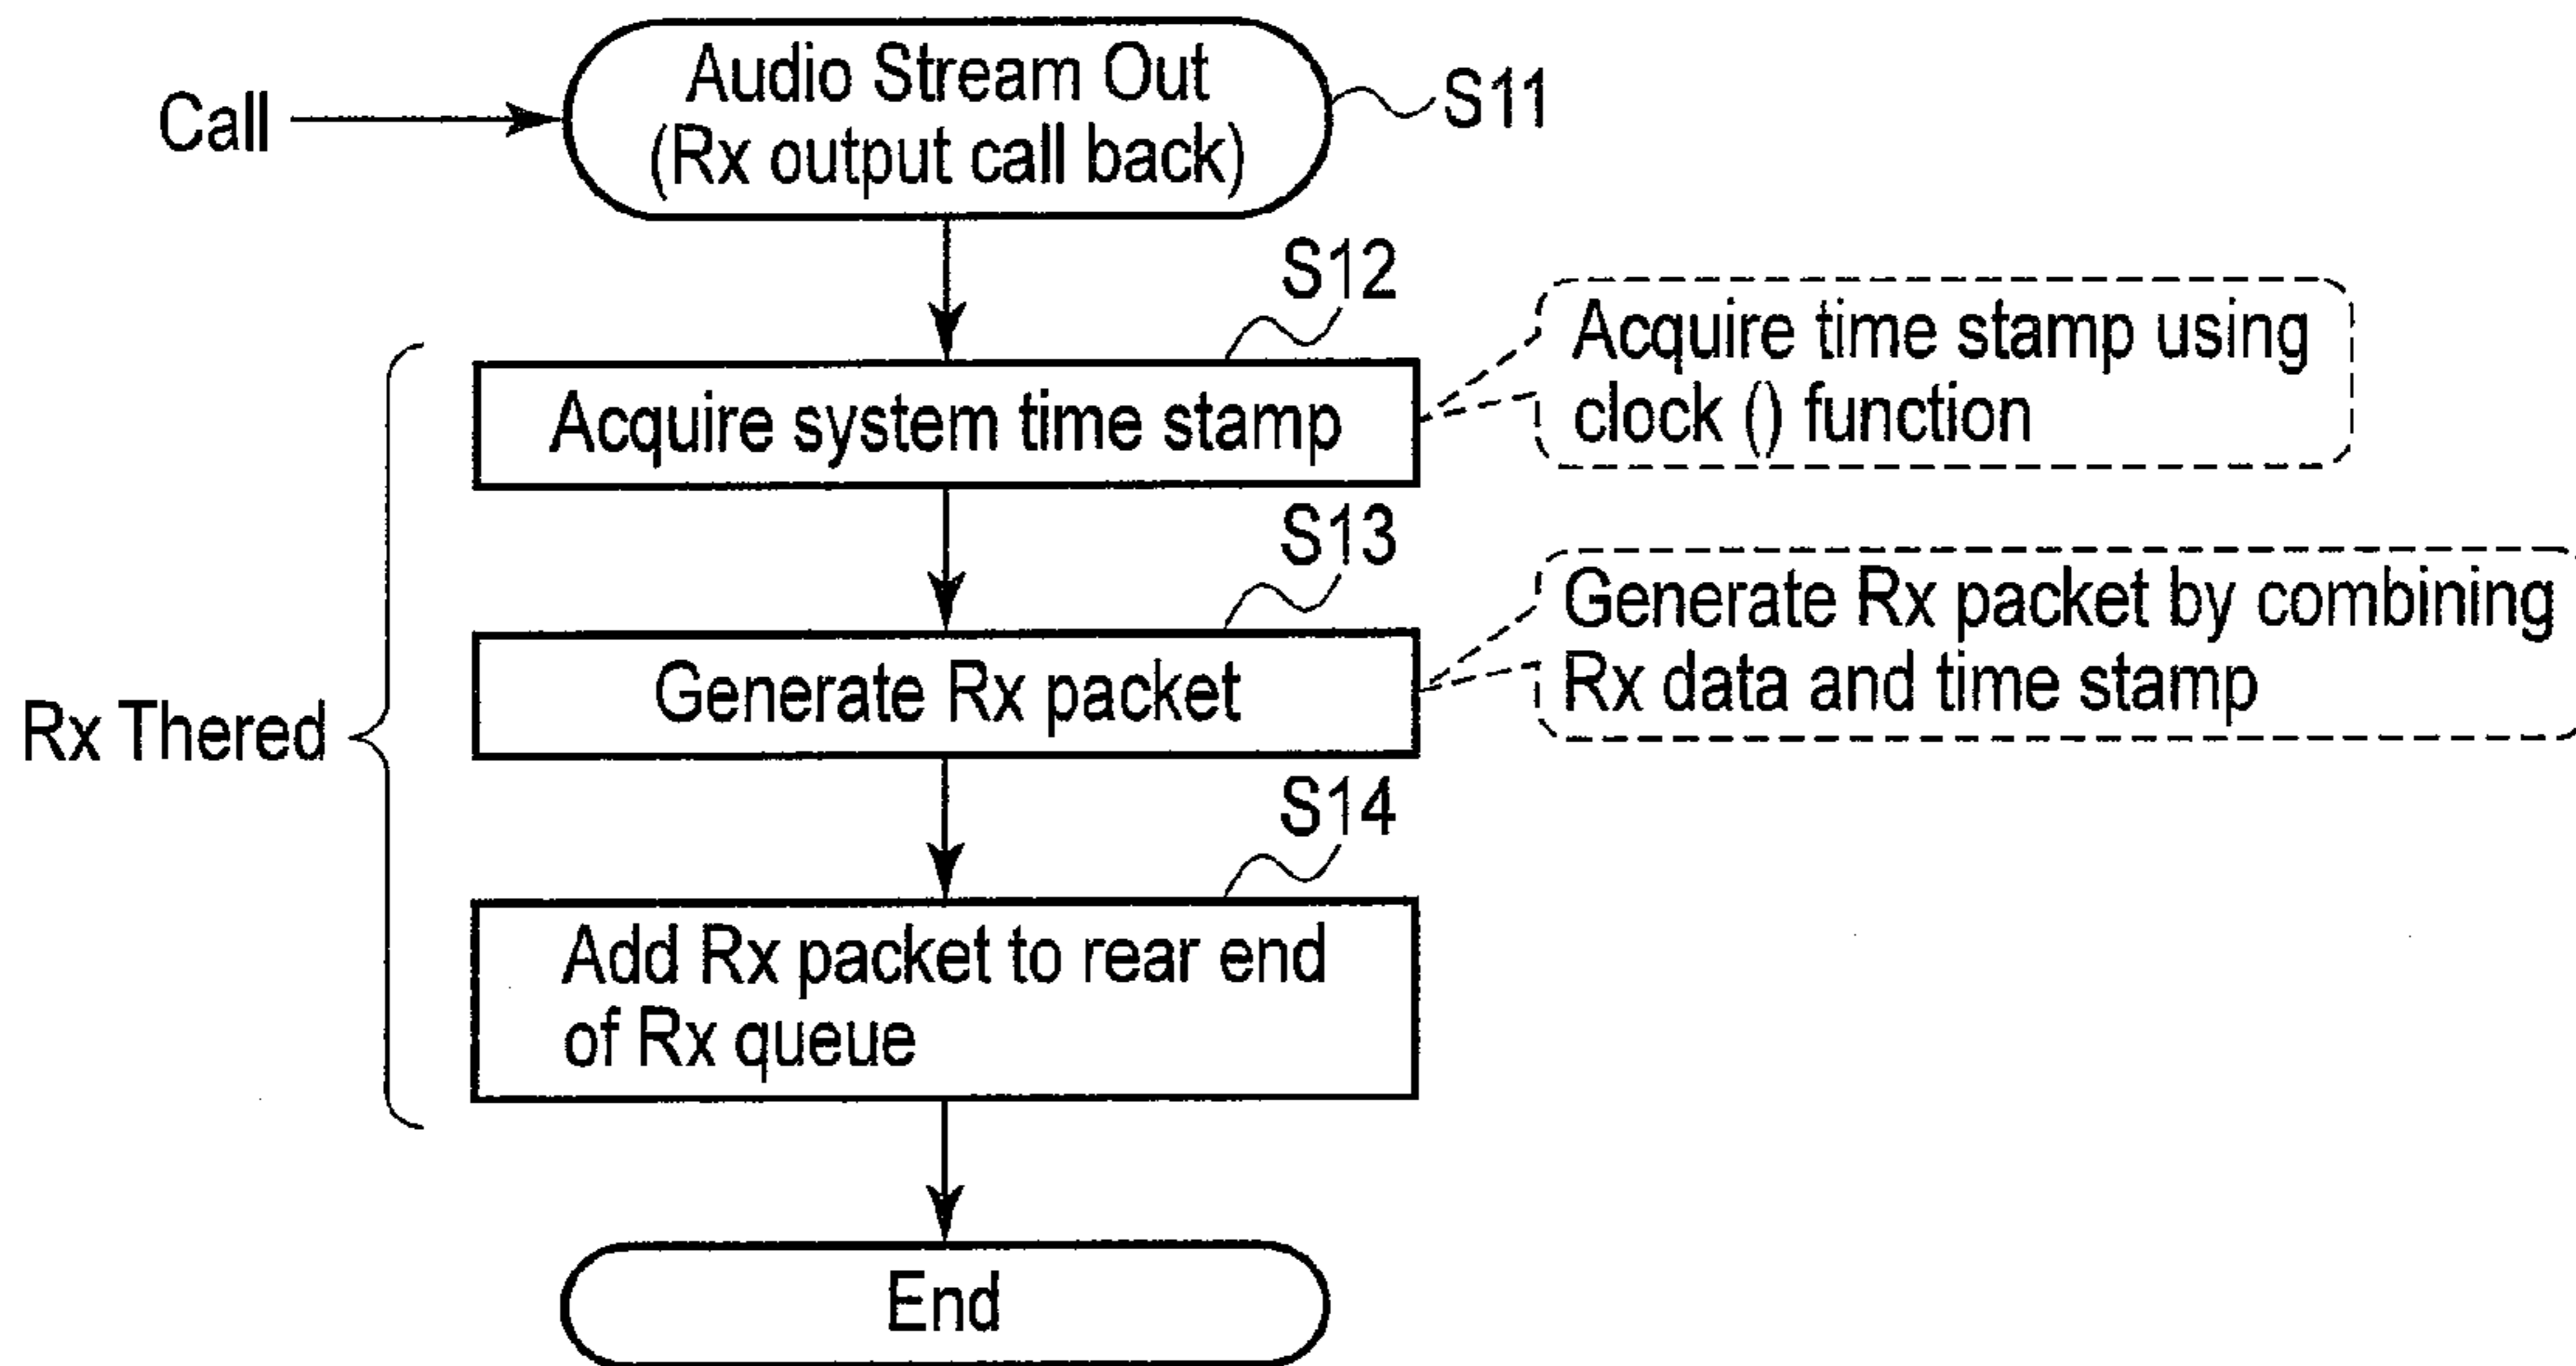 Audio Stream Out
(Rx output call back)
Call
S11
S12
Acquire system time stamp
Acquire time stamp using
clock () function
S13
Generate Rx packet
Generate Rx packet by combining
Rx data and time stamp
Rx Thered
S14
Add Rx packet to rear end
of Rx queue
End